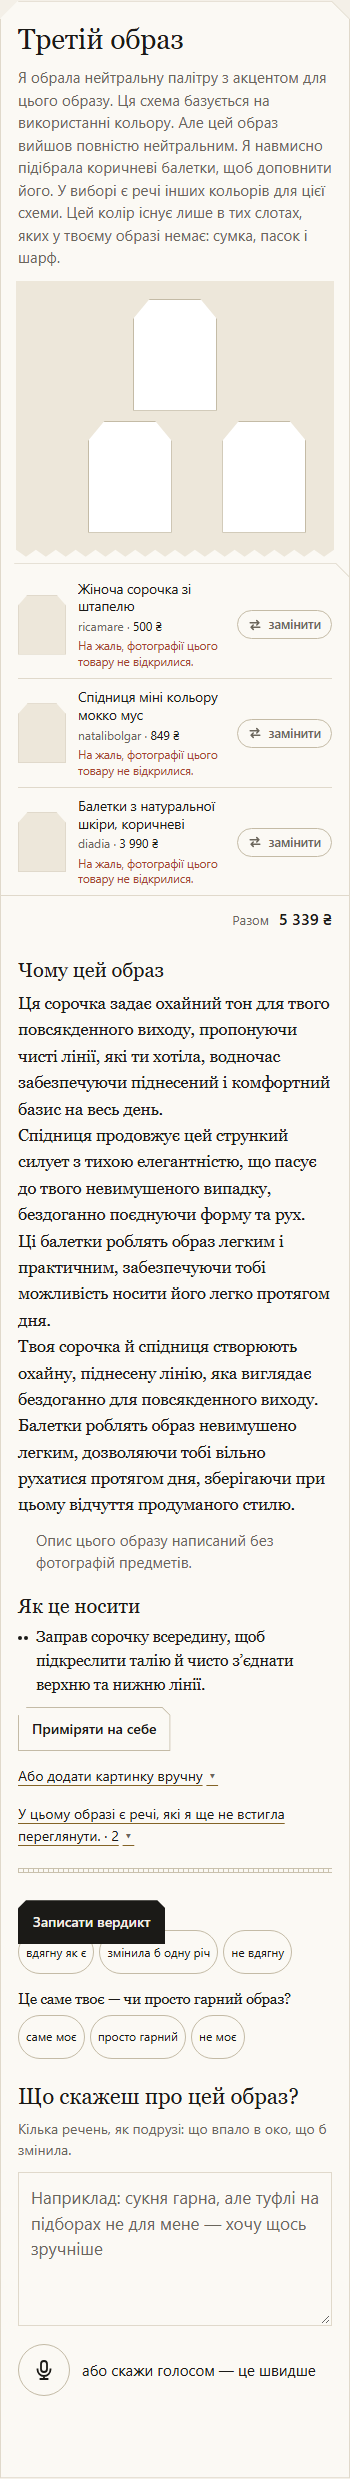 Третій образ
Я обрала нейтральну палітру з акцентом для
цього образу. Ця схема базується на
використанні кольору. Але цей образ
вийшов повністю нейтральним. Я навмисно
підібрала коричневі балетки, щоб доповнити
його. У виборі є речі інших кольорів для цієї
схеми. Цей колір існує лише в тих слотах,
яких у твоєму образі немає: сумка, пасок і
шарф.
Жіноча сорочка зі
штапелю
ricamare · 500 ₴
На жаль, фотографії цього
товару не відкрилися.
замінити
Спідниця міні кольору
мокко мус
natalibolgar · 849 ₴
На жаль, фотографії цього
товару не відкрилися.
замінити
Балетки з натуральної
шкіри, коричневі
diadia · 3 990 ₴
На жаль, фотографії цього
товару не відкрилися.
замінити
Разом 5 339 ₴
Чому цей образ
Ця сорочка задає охайний тон для твого
повсякденного виходу, пропонуючи
чисті лінії, які ти хотіла, водночас
забезпечуючи піднесений і комфортний
базис на весь день.
Спідниця продовжує цей стрункий
силует з тихою елегантністю, що пасує
до твого невимушеного випадку,
бездоганно поєднуючи форму та рух.
Ці балетки роблять образ легким і
практичним, забезпечуючи тобі
можливість носити його легко протягом
дня.
Твоя сорочка й спідниця створюють
охайну, піднесену лінію, яка виглядає
бездоганно для повсякденного виходу.
Балетки роблять образ невимушено
легким, дозволяючи тобі вільно
рухатися протягом дня, зберігаючи при
цьому відчуття продуманого стилю.
Опис цього образу написаний без
фотографій предметів.
Як це носити
Заправ сорочку всередину, щоб
підкреслити талію й чисто з’єднати
верхню та нижню лінії.
Приміряти на себе
Або додати картинку вручну
У цьому образі є речі, які я ще не встигла
переглянути. · 2
Записати вердикт
вдягну як є
змінила б одну річ
не вдягну
Це саме твоє — чи просто гарний образ?
саме моє
просто гарний
не моє
Що скажеш про цей образ?
Кілька речень, як подрузі: що впало в око, що б
змінила.
Наприклад: сукня гарна, але туфлі на
підборах не для мене — хочу щось
зручніше
або скажи голосом — це швидше